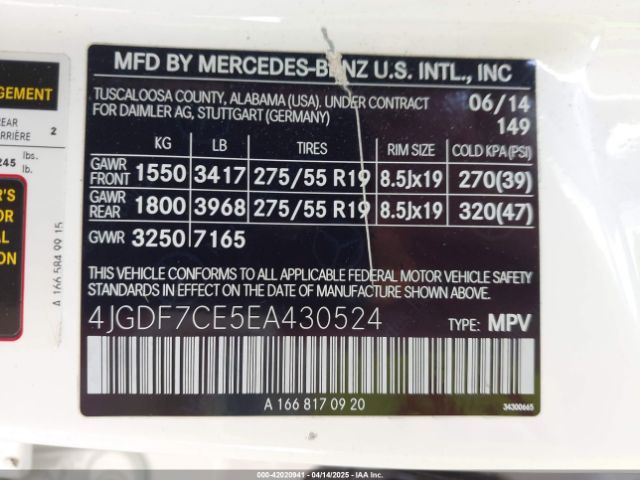 AGEMENT
REAR
ARRIÈRE 2
245 lbs.
lb.
A 166 584 99 15
MFD BY MERCEDES-BENZ U.S. INTL., INC
TUSCALOOSA COUNTY, ALABAMA (USA). UNDER CONTRACT
FOR DAIMLER AG, STUTTGART (GERMANY)
06/14
149
KG LB TIRES RIM SIZE COLD KPA(PSI)
GAWR FRONT 1550 3417 275/55 R19 8.5Jx19 270(39)
GAWR REAR 1800 3968 275/55 R19 8.5Jx19 320(47)
GVWR 3250 7165
THIS VEHICLE CONFORMS TO ALL APPLICABLE FEDERAL MOTOR VEHICLE SAFETY
STANDARDS IN EFFECT ON THE DATE OF MANUFACTURE SHOWN ABOVE.
4JGDF7CE5EA430524 TYPE: MPV
A 166 817 09 20
34300665
000-42020941 - 04/14/2025 - IAA Inc.